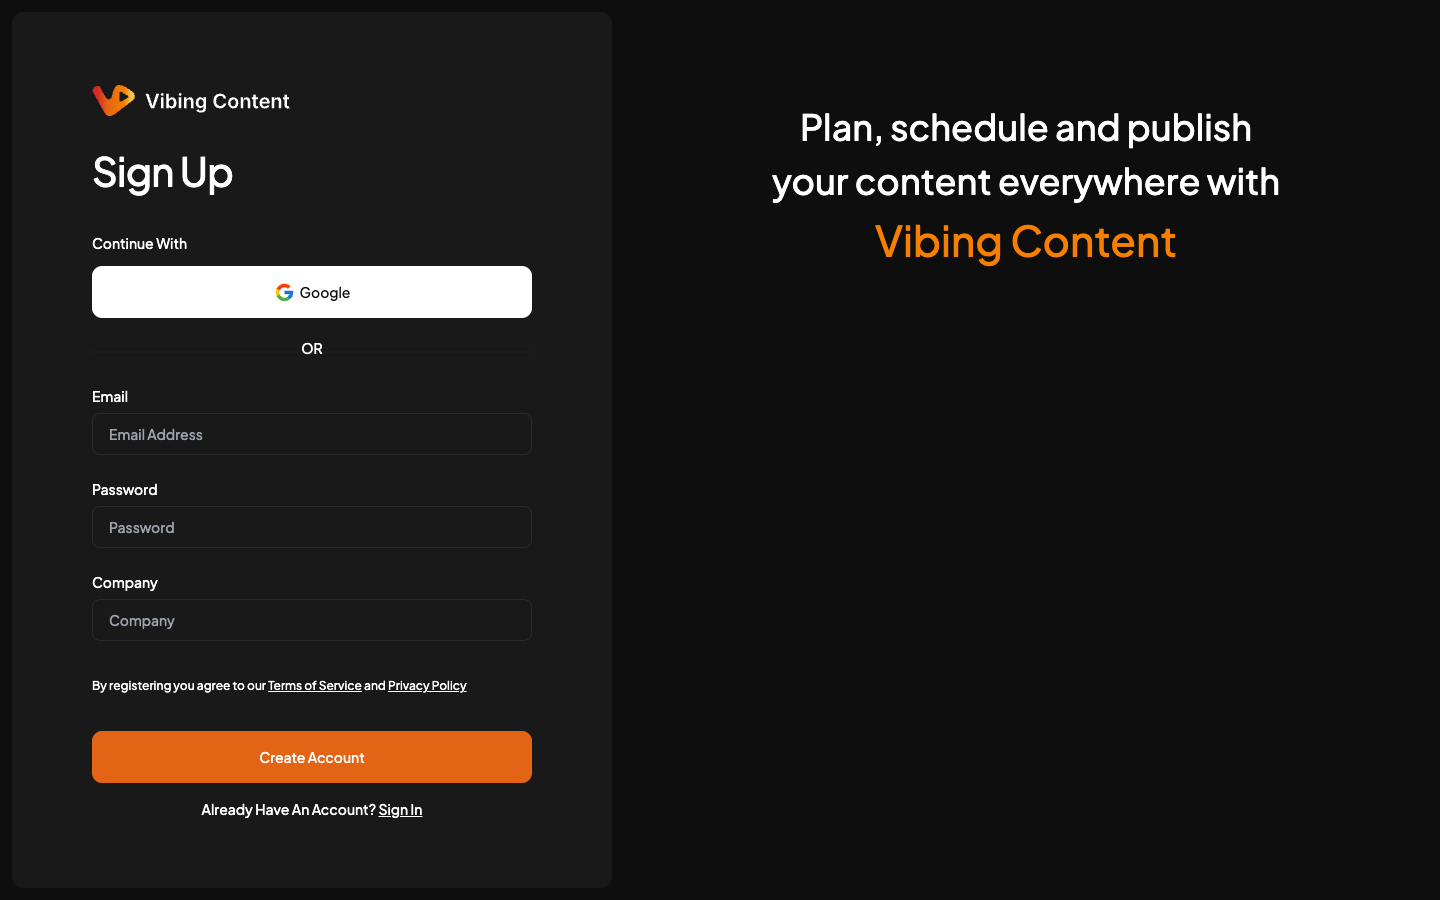 Vibing Content
Sign Up
Continue With
Google
OR
Email
Email Address
Password
Password
Company
Company
By registering you agree to our Terms of Service and Privacy Policy
Create Account
Already Have An Account? Sign In
Plan, schedule and publish
your content everywhere with
Vibing Content